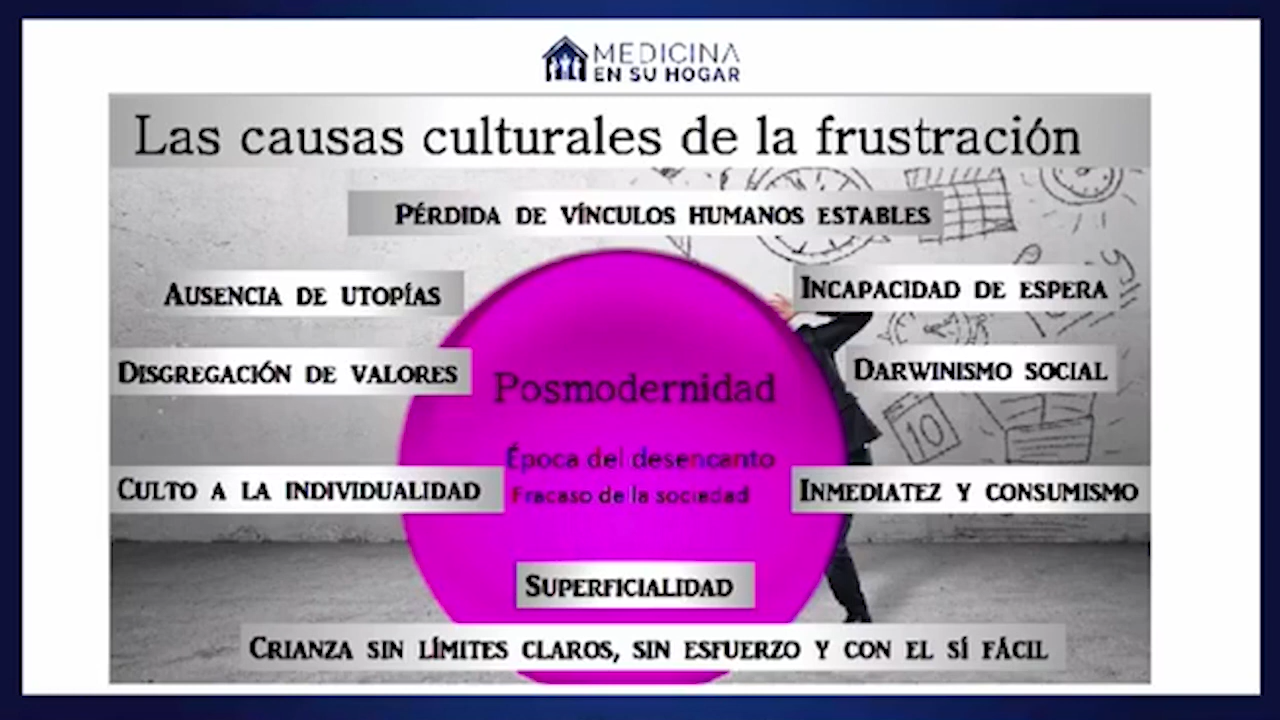 MEDICINA
EN SU HOGAR
Las causas culturales de la frustración
PÉRDIDA DE VÍNCULOS HUMANOS ESTABLES
AUSENCIA DE UTOPÍAS
INCAPACIDAD DE ESPERA
DISGREGACIÓN DE VALORES
DARWINISMO SOCIAL
Posmodernidad
Época del desencanto
Fracaso de la sociedad
CULTO A LA INDIVIDUALIDAD
INMEDIATEZ Y CONSUMISMO
10
SUPERFICIALIDAD
CRIANZA SIN LÍMITES CLAROS, SIN ESFUERZO Y CON EL SÍ FÁCIL